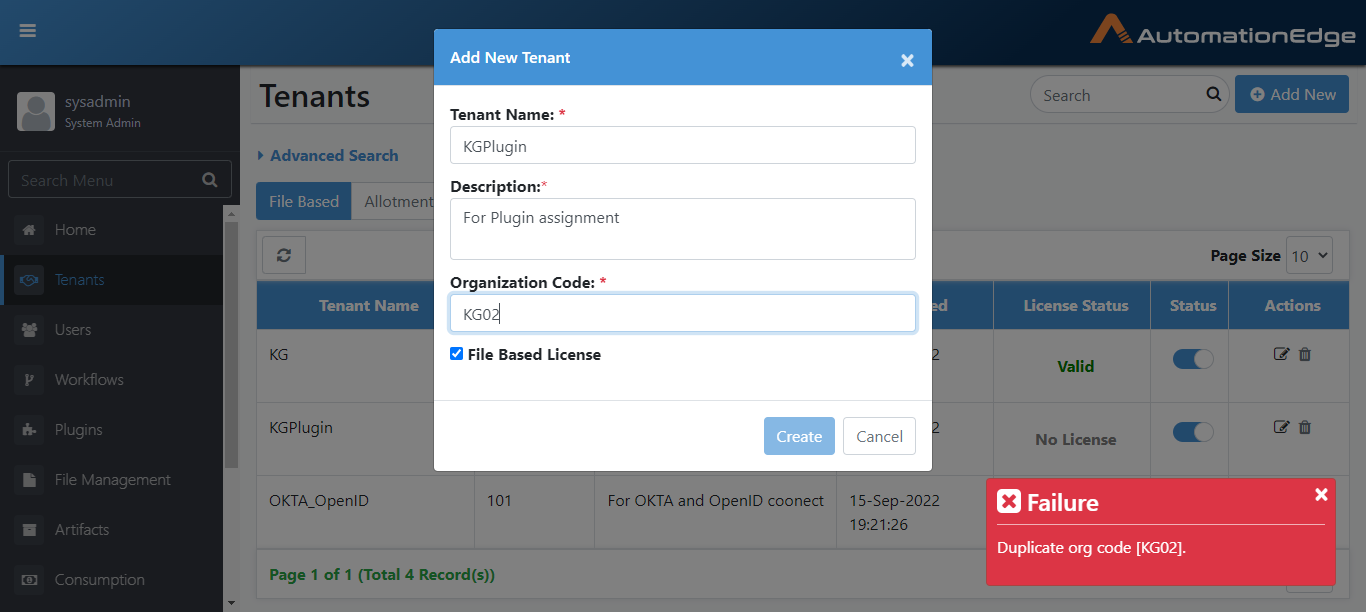 AutomationEdge
sysadmin
System Admin
Search Menu
Home
Tenants
Users
Workflows
Plugins
File Management
Artifacts
Consumption
Tenants
Search
Add New
Advanced Search
File Based
Allotment
Page Size
10
Tenant Name
ed
License Status
Status
Actions
KG
2
Valid
KGPlugin
2
No License
OKTA_OpenID
101
For OKTA and OpenID coonect
15-Sep-2022
19:21:26
Page 1 of 1 (Total 4 Record(s))
Add New Tenant
×
Tenant Name: *
KGPlugin
Description:*
For Plugin assignment
Organization Code: *
KG02
File Based License
Create
Cancel
Failure
×
Duplicate org code [KG02].